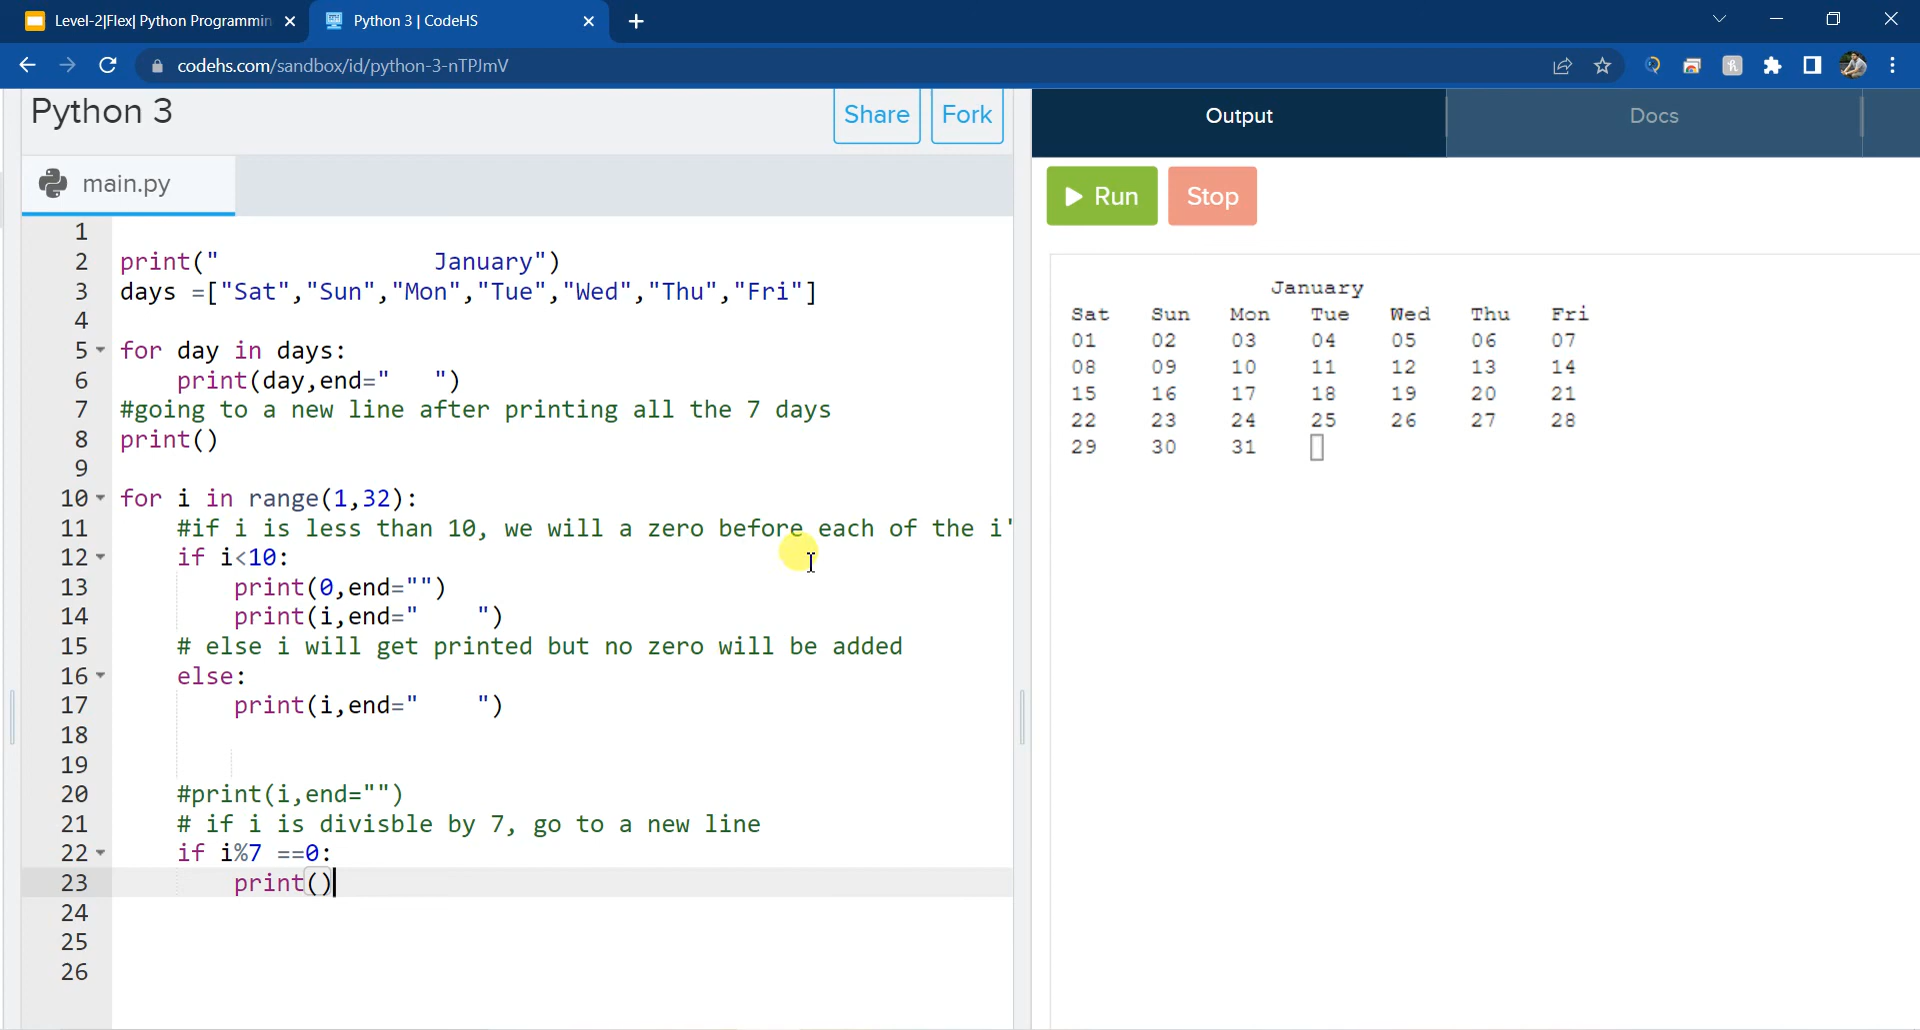 Level-2|Flex| Python Programmin
Python 3 | CodeHS
codehs.com/sandbox/id/python-3-nTPJmV
Python 3
Share
Fork
Output
Docs
main.py
Run
Stop
1
2 print("               January")
3 days =["Sat","Sun","Mon","Tue","Wed","Thu","Fri"]
4
5 for day in days:
6     print(day,end="   ")
7 #going to a new line after printing all the 7 days
8 print()
9
10 for i in range(1,32):
11     #if i is less than 10, we will a zero before each of the i'
12     if i<10:
13         print(0,end="")
14         print(i,end="    ")
15     # else i will get printed but no zero will be added
16     else:
17         print(i,end="    ")
18
19
20     #print(i,end="")
21     # if i is divisble by 7, go to a new line
22     if i%7 ==0:
23         print()
24
25
26
January
Sat Sun Mon Tue Wed Thu Fri
01 02 03 04 05 06 07
08 09 10 11 12 13 14
15 16 17 18 19 20 21
22 23 24 25 26 27 28
29 30 31